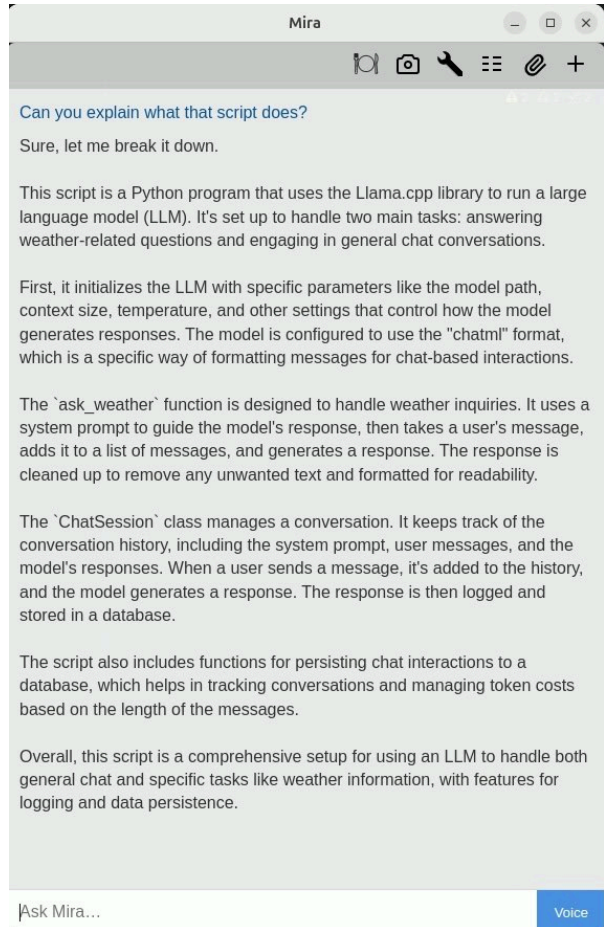 Mira
Can you explain what that script does?
Sure, let me break it down.
This script is a Python program that uses the Llama.cpp library to run a large
language model (LLM). It's set up to handle two main tasks: answering
weather-related questions and engaging in general chat conversations.
First, it initializes the LLM with specific parameters like the model path,
context size, temperature, and other settings that control how the model
generates responses. The model is configured to use the "chatml" format,
which is a specific way of formatting messages for chat-based interactions.
The `ask_weather` function is designed to handle weather inquiries. It uses a
system prompt to guide the model's response, then takes a user's message,
adds it to a list of messages, and generates a response. The response is
cleaned up to remove any unwanted text and formatted for readability.
The `ChatSession` class manages a conversation. It keeps track of the
conversation history, including the system prompt, user messages, and the
model's responses. When a user sends a message, it's added to the history,
and the model generates a response. The response is then logged and
stored in a database.
The script also includes functions for persisting chat interactions to a
database, which helps in tracking conversations and managing token costs
based on the length of the messages.
Overall, this script is a comprehensive setup for using an LLM to handle both
general chat and specific tasks like weather information, with features for
logging and data persistence.
Ask Mira…
Voice